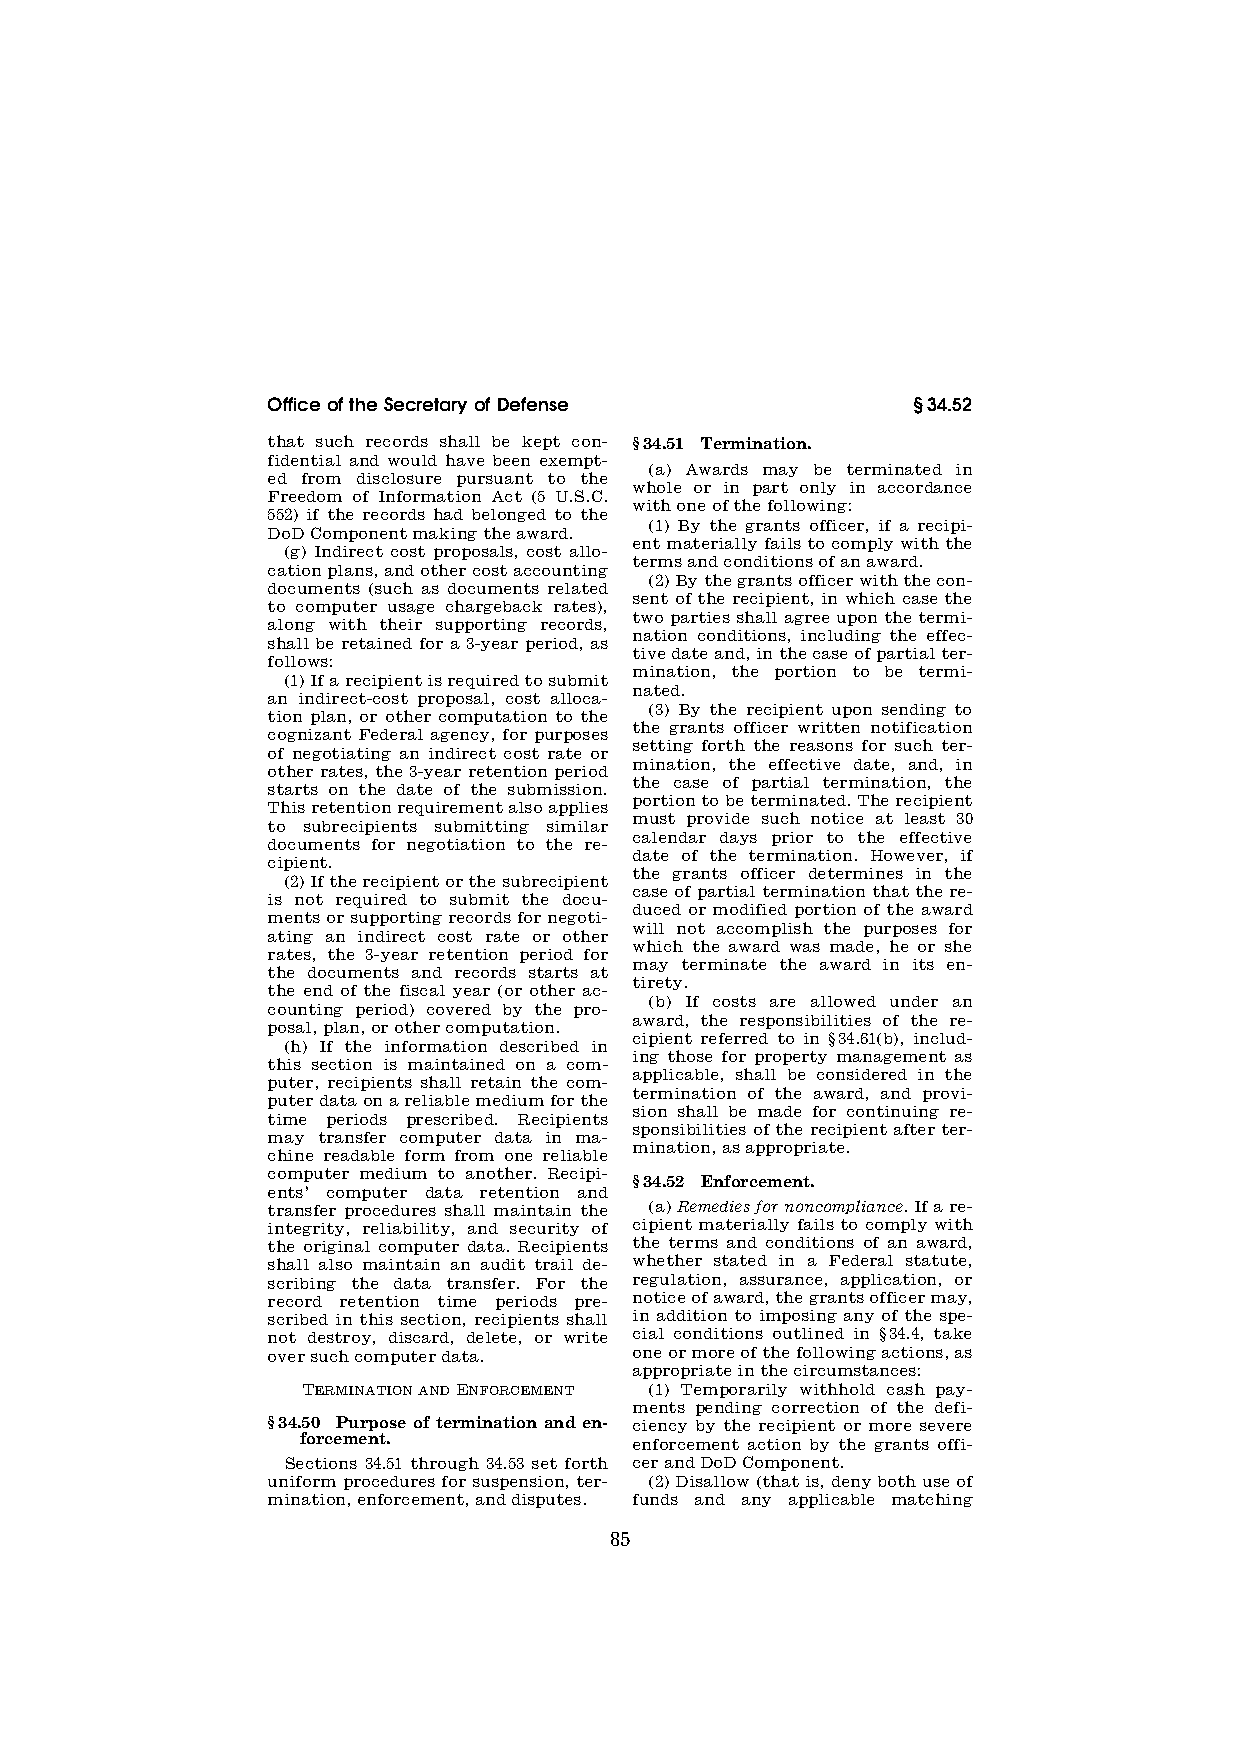 Office of the Secretary of Defense § 34.52
that such records shall be kept con-
fidential and would have been exempt-
ed from disclosure pursuant to the
Freedom of Information Act (5 U.S.C.
552) if the records had belonged to the
DoD Component making the award.
(g) Indirect cost proposals, cost allo-
cation plans, and other cost accounting
documents (such as documents related
to computer usage chargeback rates),
along with their supporting records,
shall be retained for a 3-year period, as
follows:
(1) If a recipient is required to submit
an indirect-cost proposal, cost alloca-
tion plan, or other computation to the
cognizant Federal agency, for purposes
of negotiating an indirect cost rate or
other rates, the 3-year retention period
starts on the date of the submission.
This retention requirement also applies
to subrecipients submitting similar
documents for negotiation to the re-
cipient.
(2) If the recipient or the subrecipient
is not required to submit the docu-
ments or supporting records for negoti-
ating an indirect cost rate or other
rates, the 3-year retention period for
the documents and records starts at
the end of the fiscal year (or other ac-
counting period) covered by the pro-
posal, plan, or other computation.
(h) If the information described in
this section is maintained on a com-
puter, recipients shall retain the com-
puter data on a reliable medium for the
time periods prescribed. Recipients
may transfer computer data in ma-
chine readable form from one reliable
computer medium to another. Recipi-
ents' computer data retention and
transfer procedures shall maintain the
integrity, reliability, and security of
the original computer data. Recipients
shall also maintain an audit trail de-
scribing the data transfer. For the
record retention time periods pre-
scribed in this section, recipients shall
not destroy, discard, delete, or write
over such computer data.
TERMINATION AND ENFORCEMENT
§ 34.50 Purpose of termination and en-
forcement.
Sections 34.51 through 34.53 set forth
uniform procedures for suspension, ter-
mination, enforcement, and disputes.
§ 34.51 Termination.
(a) Awards may be terminated in
whole or in part only in accordance
with one of the following:
(1) By the grants officer, if a recipi-
ent materially fails to comply with the
terms and conditions of an award.
(2) By the grants officer with the con-
sent of the recipient, in which case the
two parties shall agree upon the termi-
nation conditions, including the effec-
tive date and, in the case of partial ter-
mination, the portion to be termi-
nated.
(3) By the recipient upon sending to
the grants officer written notification
setting forth the reasons for such ter-
mination, the effective date, and, in
the case of partial termination, the
portion to be terminated. The recipient
must provide such notice at least 30
calendar days prior to the effective
date of the termination. However, if
the grants officer determines in the
case of partial termination that the re-
duced or modified portion of the award
will not accomplish the purposes for
which the award was made, he or she
may terminate the award in its en-
tirety.
(b) If costs are allowed under an
award, the responsibilities of the re-
cipient referred to in §34.61(b), includ-
ing those for property management as
applicable, shall be considered in the
termination of the award, and provi-
sion shall be made for continuing re-
sponsibilities of the recipient after ter-
mination, as appropriate.
§ 34.52 Enforcement.
(a) Remedies for noncompliance. If a re-
cipient materially fails to comply with
the terms and conditions of an award,
whether stated in a Federal statute,
regulation, assurance, application, or
notice of award, the grants officer may,
in addition to imposing any of the spe-
cial conditions outlined in §34.4, take
one or more of the following actions, as
appropriate in the circumstances:
(1) Temporarily withhold cash pay-
ments pending correction of the defi-
ciency by the recipient or more severe
enforcement action by the grants offi-
cer and DoD Component.
(2) Disallow (that is, deny both use of
funds and any applicable matching
85